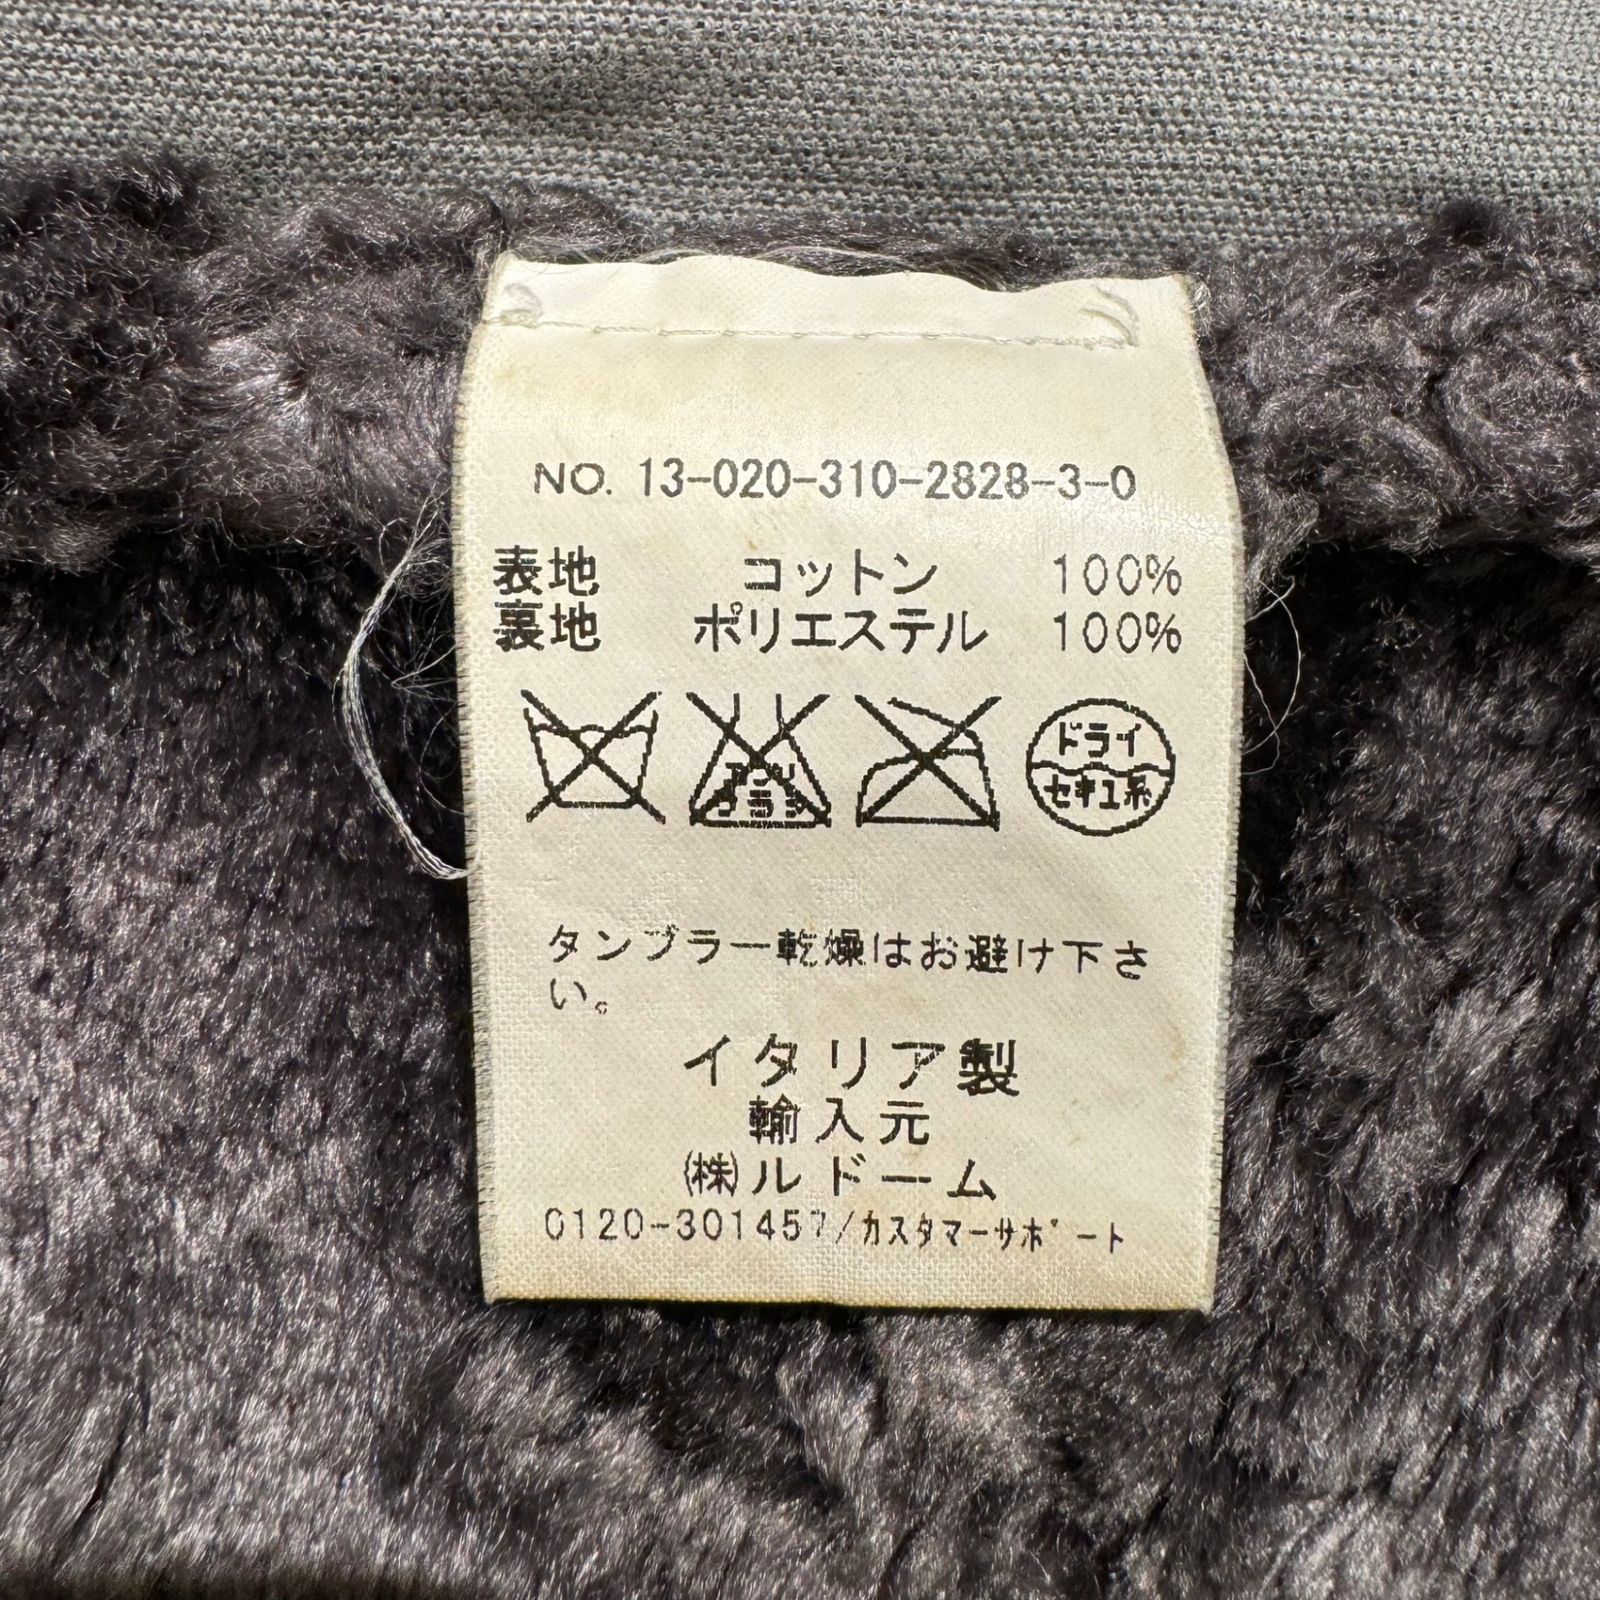 NO. 13-020-310-2828-3-0
表地 コットン 100%
裏地 ポリエステル 100%
ドライ
セキユ系
タンブラー乾燥はお避け下さ
い。
イタリア製
輸入元
(株)ルドーム
0120-301457/カスタマーサポート